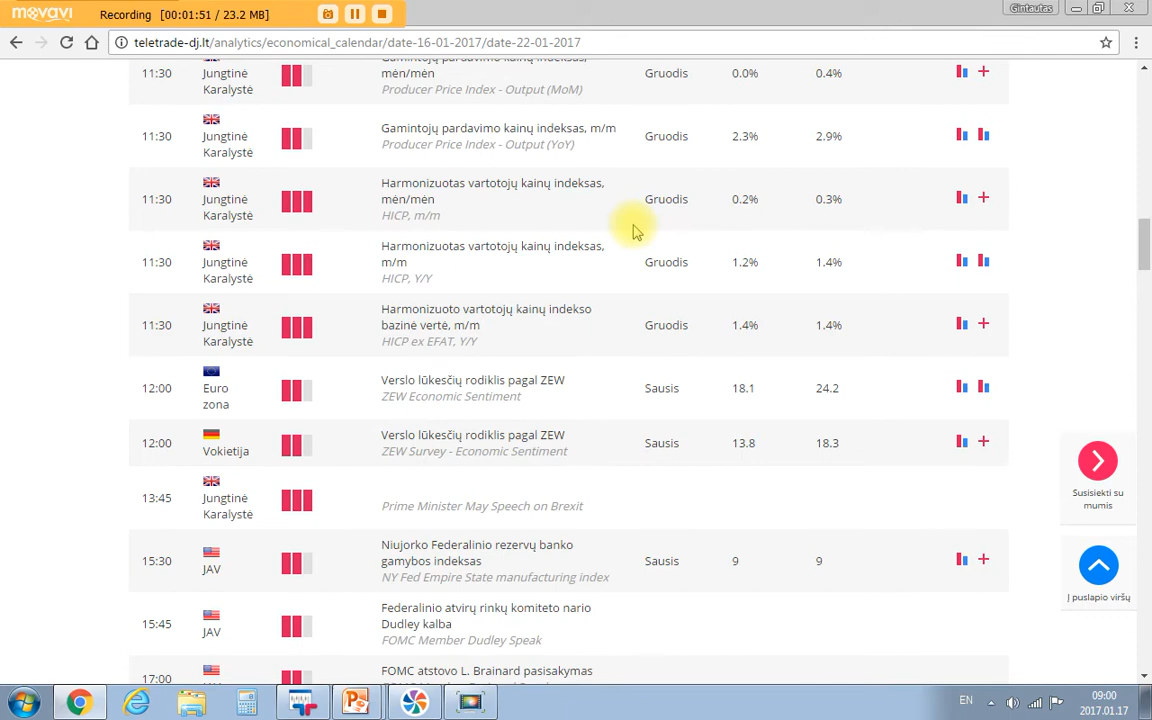 movavi
Recording [00:01:51 / 23.2 MB]
Gintautas
teletrade-dj.lt/analytics/economical_calendar/date-16-01-2017/date-22-01-2017
11:30
Jungtinė
Karalystė
Gamintojų pardavimo kainų indeksas,
mėn/mėn
Producer Price Index - Output (MoM)
Gruodis
0.0%
0.4%
11:30
Jungtinė
Karalystė
Gamintojų pardavimo kainų indeksas, m/m
Producer Price Index - Output (YoY)
Gruodis
2.3%
2.9%
11:30
Jungtinė
Karalystė
Harmonizuotas vartotojų kainų indeksas,
mėn/mėn
HICP, m/m
Gruodis
0.2%
0.3%
11:30
Jungtinė
Karalystė
Harmonizuotas vartotojų kainų indeksas,
m/m
HICP, Y/Y
Gruodis
1.2%
1.4%
11:30
Jungtinė
Karalystė
Harmonizuoto vartotojų kainų indekso
bazinė vertė, m/m
HICP ex EFAT, Y/Y
Gruodis
1.4%
1.4%
12:00
Euro
zona
Verslo lūkesčių rodiklis pagal ZEW
ZEW Economic Sentiment
Sausis
18.1
24.2
12:00
Vokietija
Verslo lūkesčių rodiklis pagal ZEW
ZEW Survey - Economic Sentiment
Sausis
13.8
18.3
13:45
Jungtinė
Karalystė
Prime Minister May Speech on Brexit
15:30
JAV
Niujorko Federalinio rezervų banko
gamybos indeksas
NY Fed Empire State manufacturing index
Sausis
9
9
15:45
JAV
Federalinio atvirų rinkų komiteto nario
Dudley kalba
FOMC Member Dudley Speak
17:00
FOMC atstovo L. Brainard pasisakymas
Susisiekti su
mumis
Į puslapio viršų
EN
09:00
2017.01.17